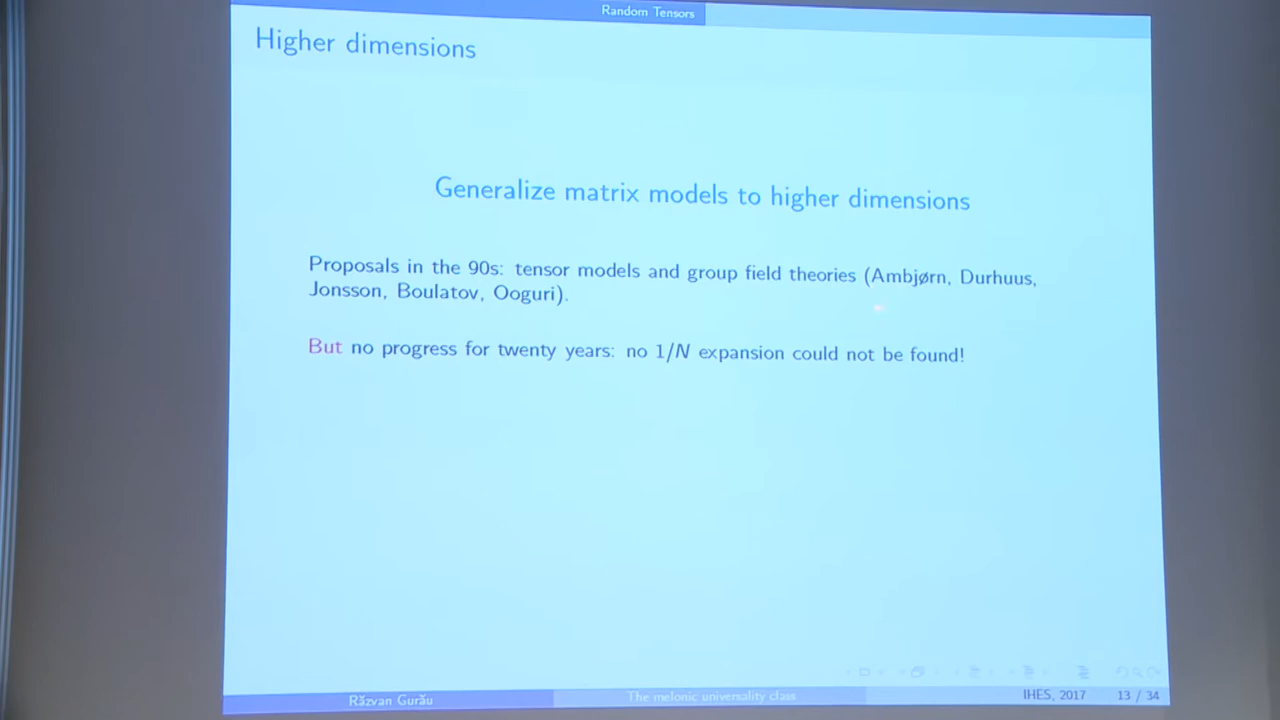 Random Tensors
Higher dimensions
Generalize matrix models to higher dimensions
Proposals in the 90s: tensor models and group field theories (Ambjørn, Durhuus,
Jonsson, Boulatov, Ooguri).
But no progress for twenty years: no 1/N expansion could not be found!
Răzvan Gurău
The melonic universality class
IHES, 2017
13 / 34